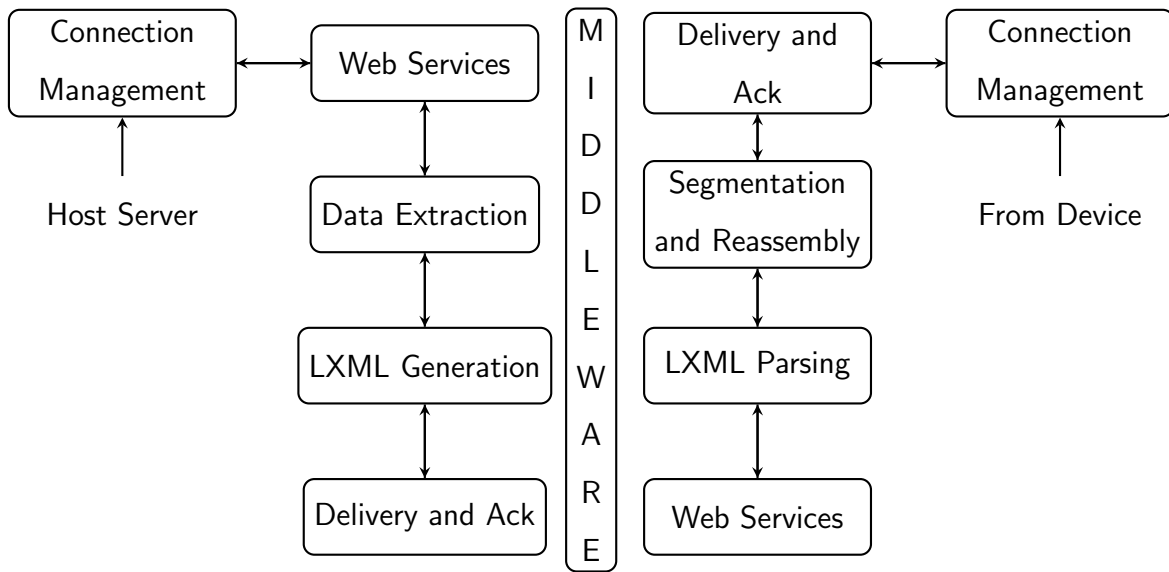 Connection
Management
Host Server
Web Services
Data Extraction
LXML Generation
Delivery and Ack
M
I
D
D
L
E
W
A
R
E
Delivery and
Ack
Segmentation
and Reassembly
LXML Parsing
Web Services
Connection
Management
From Device